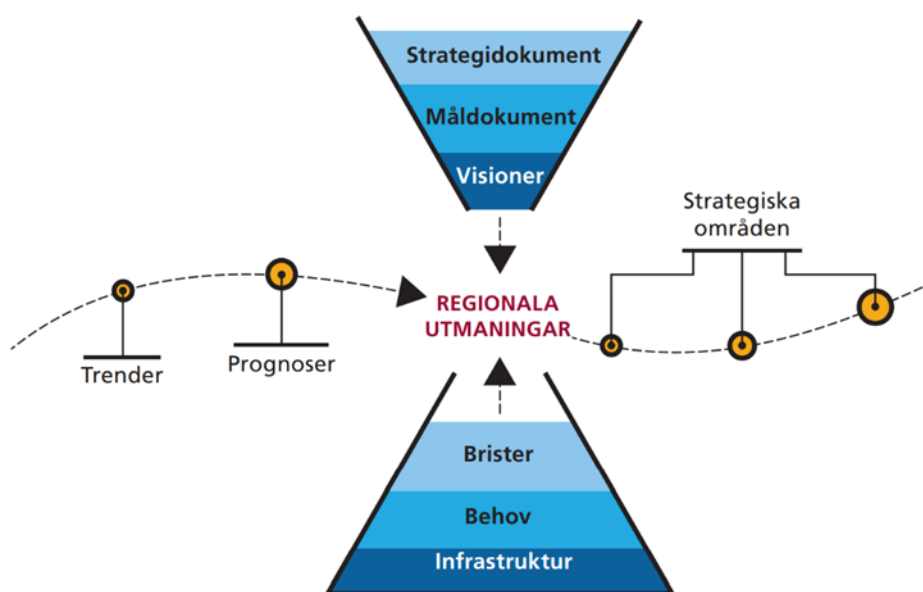 Strategidokument
Måldokument
Visioner
Strategiska
områden
REGIONALA
UTMANINGAR
Trender
Prognoser
Brister
Behov
Infrastruktur